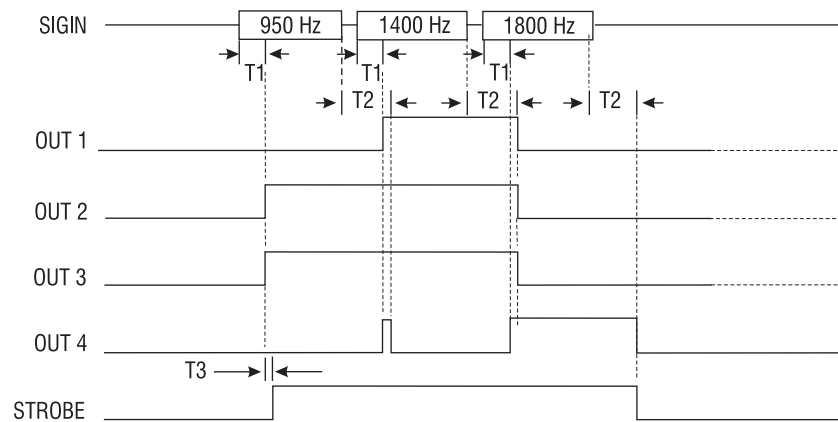 SIGIN 950 Hz 1400 Hz 1800 Hz
T1 T1 T1
T2 T2 T2
OUT 1
OUT 2
OUT 3
OUT 4
T3
STROBE